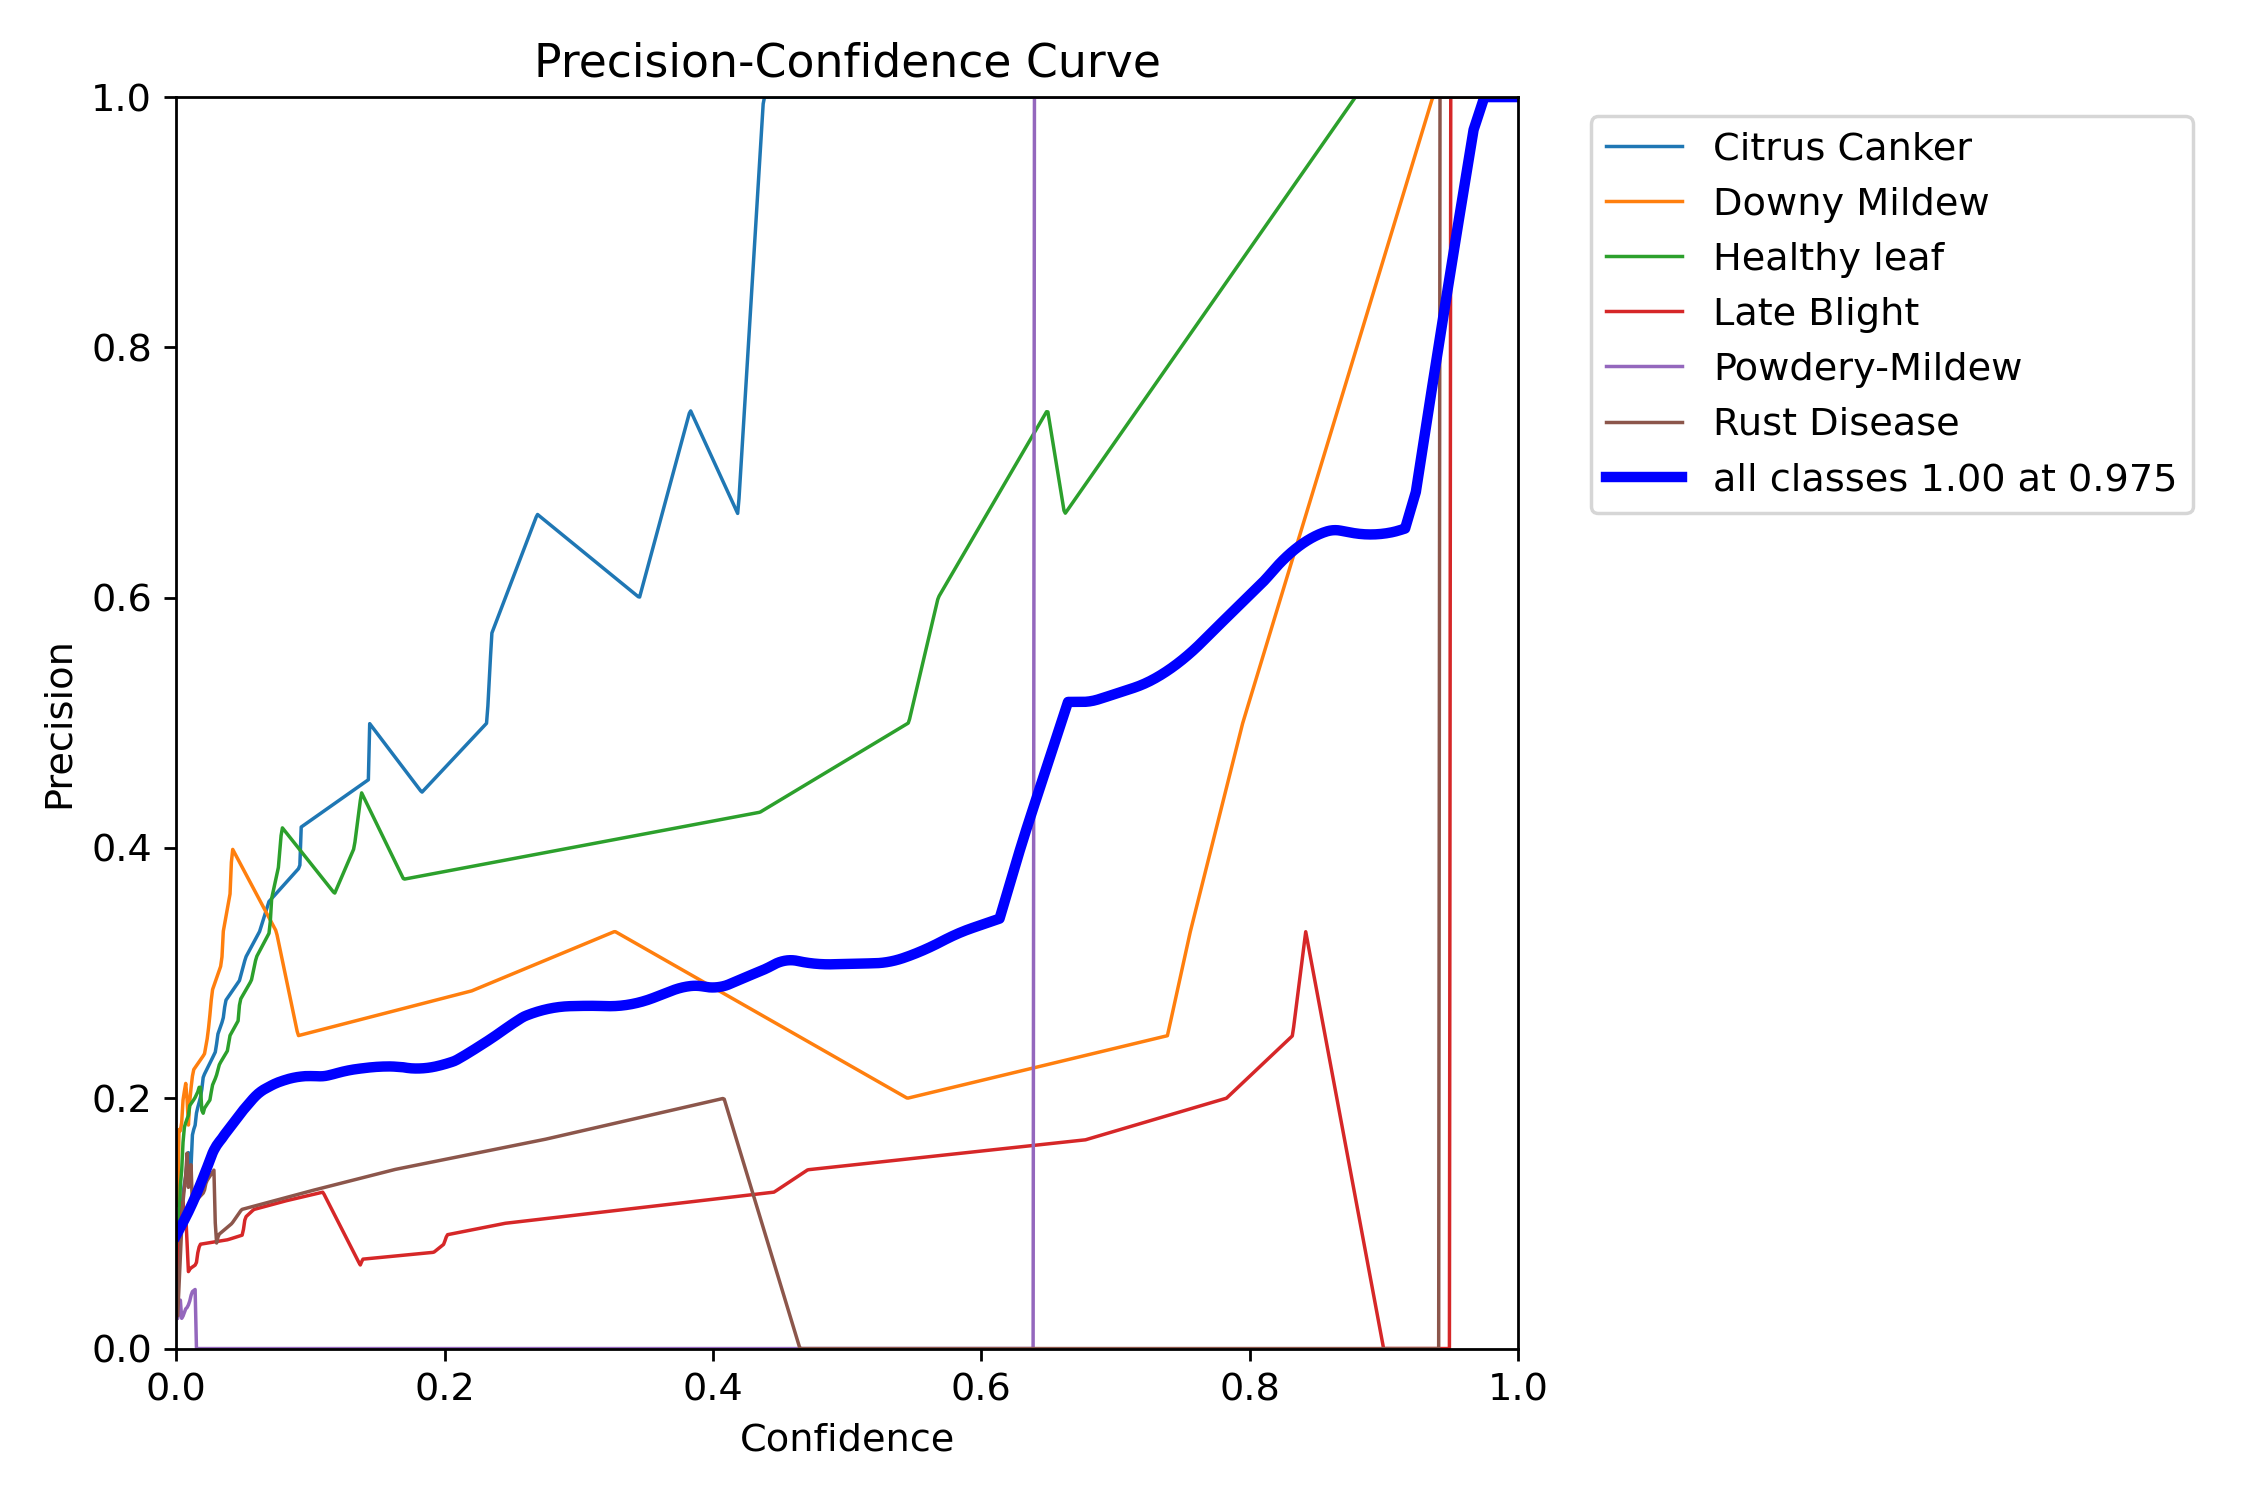 Precision-Confidence Curve
1.0
0.8
0.6
0.4
0.2
0.0
Precision
0.0 0.2 0.4 0.6 0.8 1.0
Confidence
Citrus Canker
Downy Mildew
Healthy leaf
Late Blight
Powdery-Mildew
Rust Disease
all classes 1.00 at 0.975